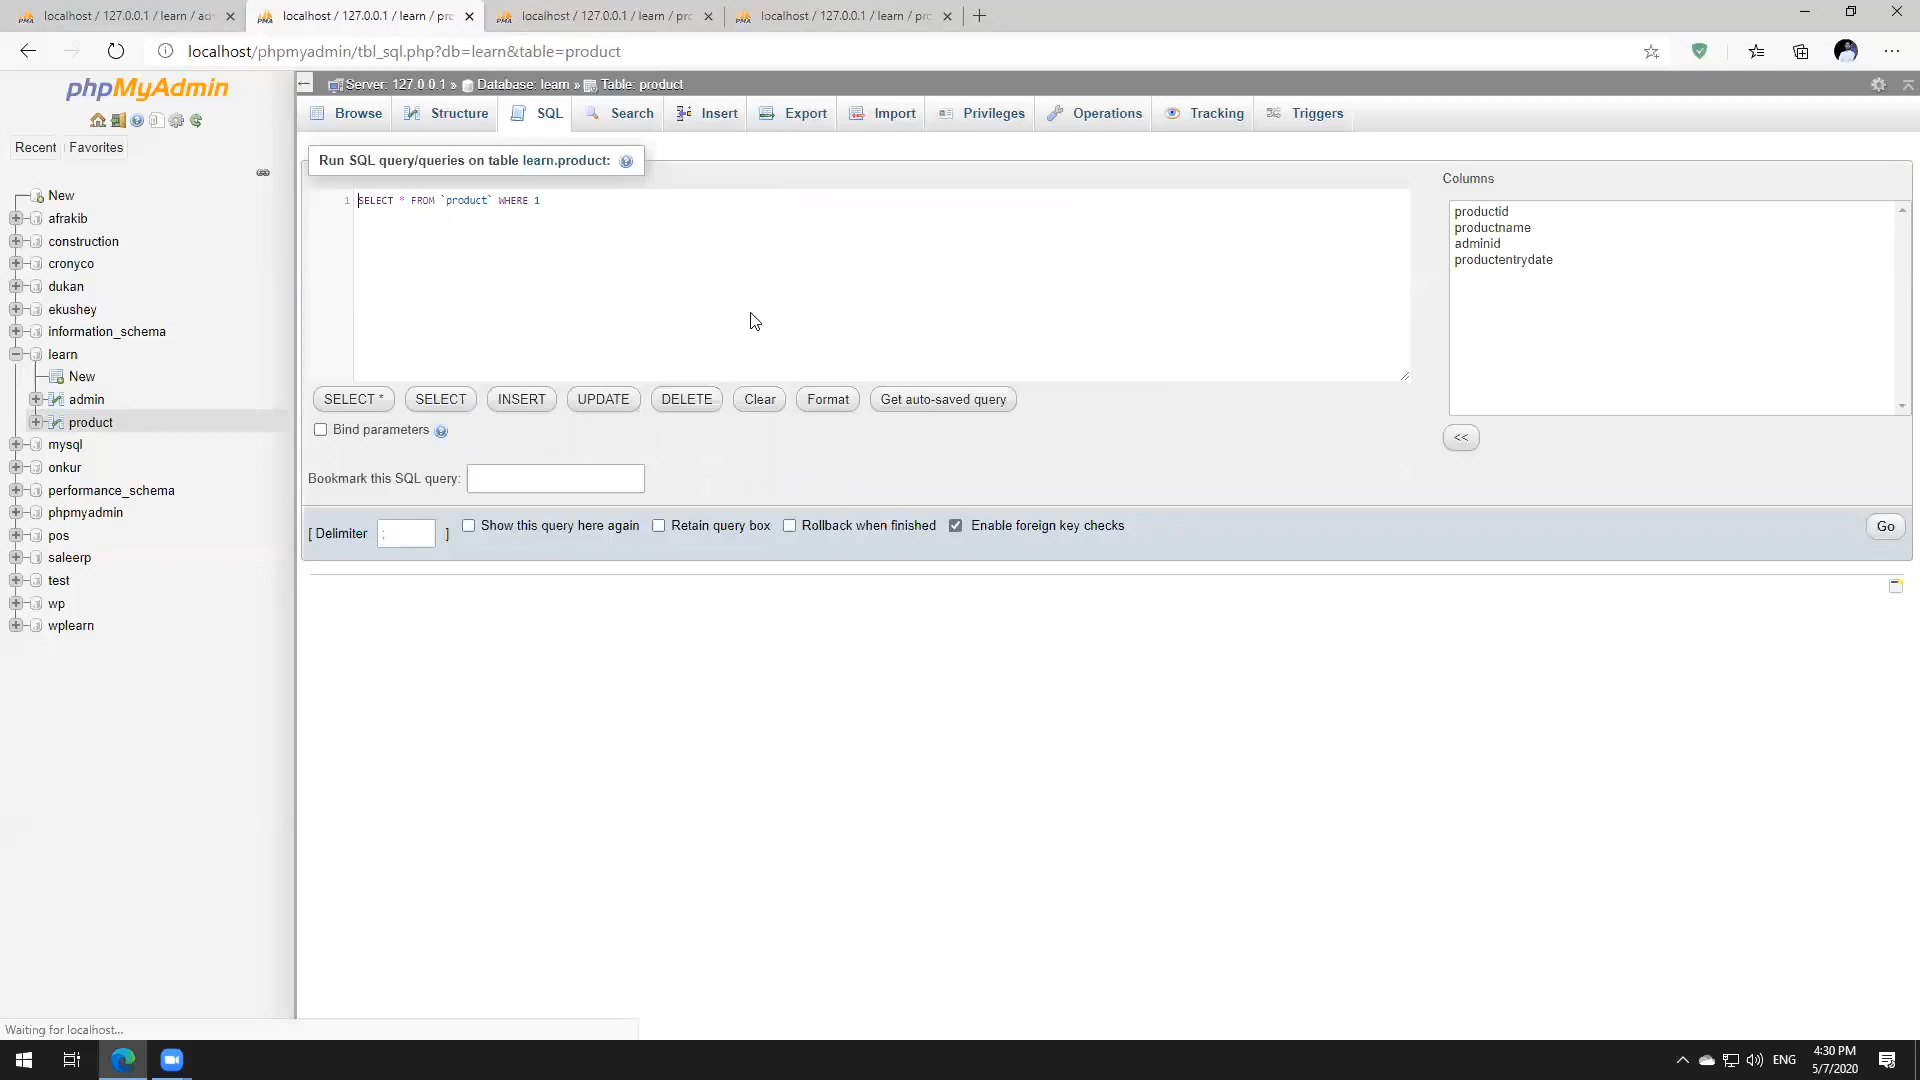 localhost / 127.0.0.1 / learn / ad
localhost / 127.0.0.1 / learn / pro
localhost / 127.0.0.1 / learn / pro
localhost / 127.0.0.1 / learn / pro
localhost/phpmyadmin/tbl_sql.php?db=learn&table=product
phpMyAdmin
Recent Favorites
New
afrakib
construction
cronyco
dukan
ekushey
information_schema
learn
New
admin
product
mysql
onkur
performance_schema
phpmyadmin
pos
saleerp
test
wp
wplearn
Server: 127.0.0.1 » Database: learn » Table: product
Browse Structure SQL Search Insert Export Import Privileges Operations Tracking Triggers
Run SQL query/queries on table learn.product:
1 SELECT * FROM `product` WHERE 1
Columns
productid
productname
adminid
productentrydate
SELECT * SELECT INSERT UPDATE DELETE Clear Format Get auto-saved query
<<
Bind parameters
Bookmark this SQL query:
[ Delimiter ; ] Show this query here again Retain query box Rollback when finished Enable foreign key checks Go
Waiting for localhost...
ENG
4:30 PM
5/7/2020